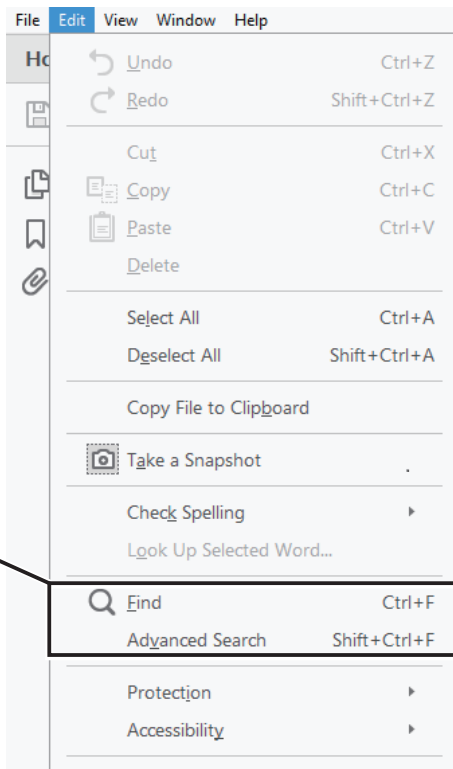 File Edit View Window Help
Ho
Undo Ctrl+Z
Redo Shift+Ctrl+Z
Cut Ctrl+X
Copy Ctrl+C
Paste Ctrl+V
Delete
Select All Ctrl+A
Deselect All Shift+Ctrl+A
Copy File to Clipboard
Take a Snapshot
Check Spelling
Look Up Selected Word...
Find Ctrl+F
Advanced Search Shift+Ctrl+F
Protection
Accessibility